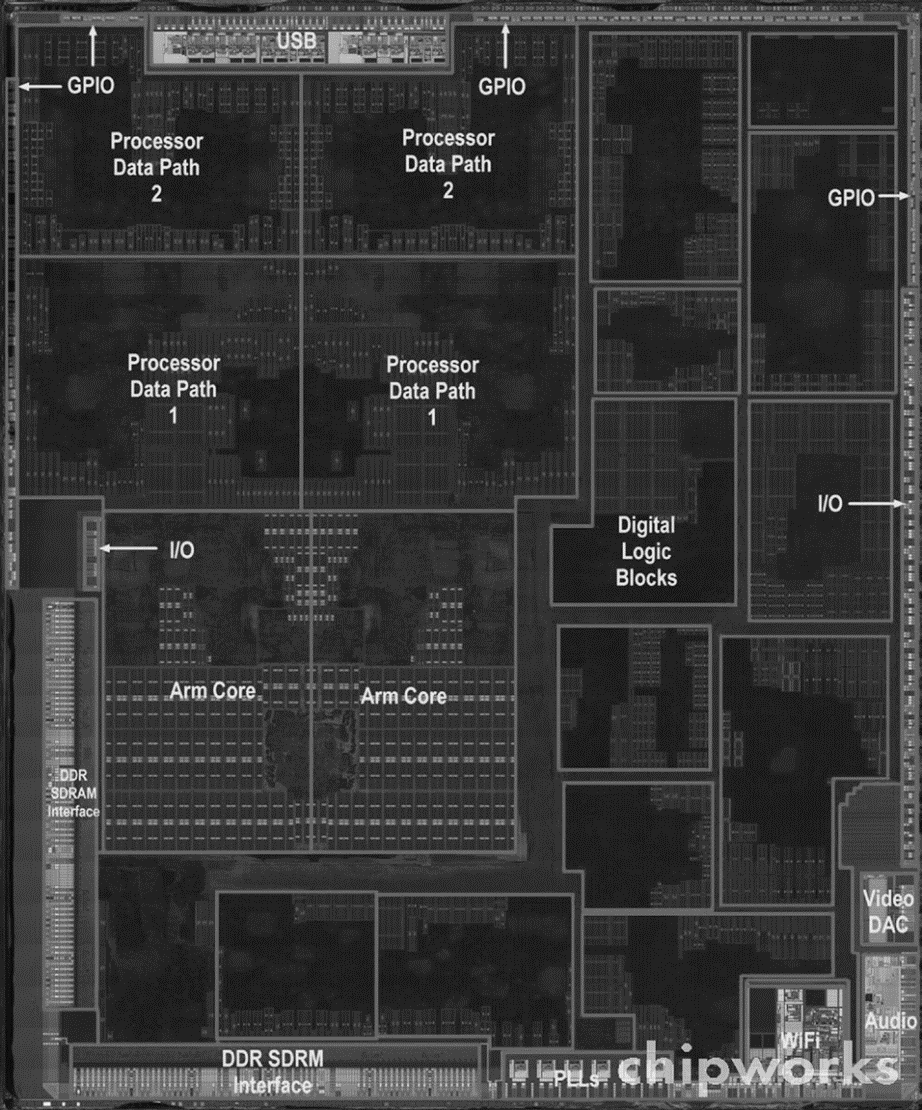 USB
GPIO
GPIO
Processor
Data Path
2
Processor
Data Path
2
GPIO
Processor
Data Path
1
Processor
Data Path
1
I/O
I/O
Digital
Logic
Blocks
Arm Core
Arm Core
DDR
SDRAM
Interface
Video
DAC
Audio
WiFi
DDR SDRM
Interface
PLLs
chipworks